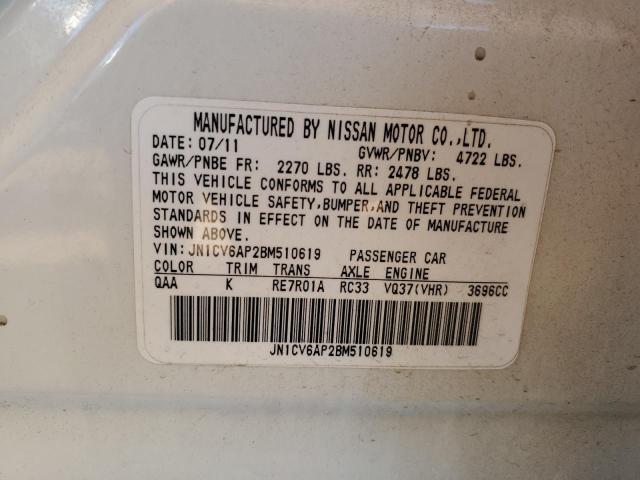 MANUFACTURED BY NISSAN MOTOR CO.,LTD.
DATE: 07/11 GVWR/PNBV: 4722 LBS.
GAWR/PNBE FR: 2270 LBS. RR: 2478 LBS.
THIS VEHICLE CONFORMS TO ALL APPLICABLE FEDERAL
MOTOR VEHICLE SAFETY,BUMPER,AND THEFT PREVENTION
STANDARDS IN EFFECT ON THE DATE OF MANUFACTURE
SHOWN ABOVE.
VIN: JN1CV6AP2BM510619 PASSENGER CAR
COLOR TRIM TRANS AXLE ENGINE
QAA K RE7R01A RC33 VQ37(VHR) 3696CC
JN1CV6AP2BM510619